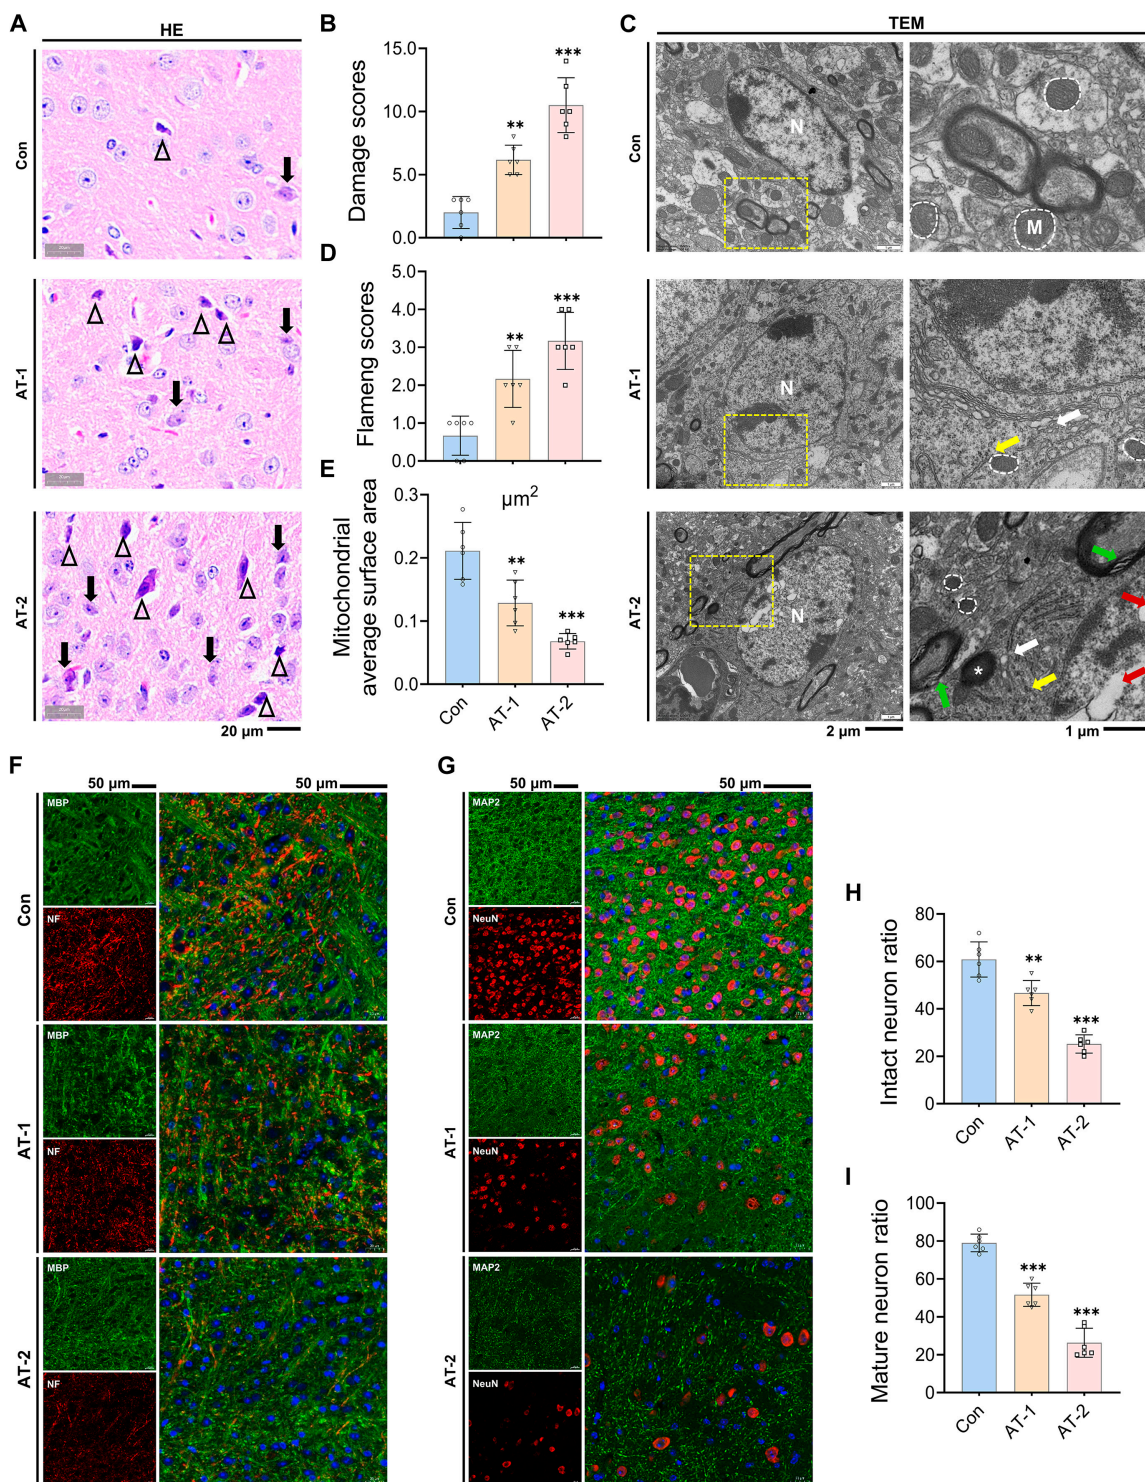 A
HE
Con
AT-1
AT-2
20 µm
B
Damage scores
15.0
10.0
5.0
0.0
**
***
D
Flameng scores
5.0
4.0
3.0
2.0
1.0
0.0
**
***
E
Mitochondrial
average surface area
µm²
0.3
0.2
0.1
0.0
**
***
Con
AT-1
AT-2
C
TEM
Con
N
M
AT-1
N
AT-2
N
*
2 µm
1 µm
F
50 µm
50 µm
Con
MBP
NF
AT-1
MBP
NF
AT-2
MBP
NF
G
50 µm
50 µm
Con
MAP2
NeuN
AT-1
MAP2
NeuN
AT-2
MAP2
NeuN
H
Intact neuron ratio
80
60
40
20
0
**
***
Con
AT-1
AT-2
I
Mature neuron ratio
100
80
60
40
20
0
***
***
Con
AT-1
AT-2